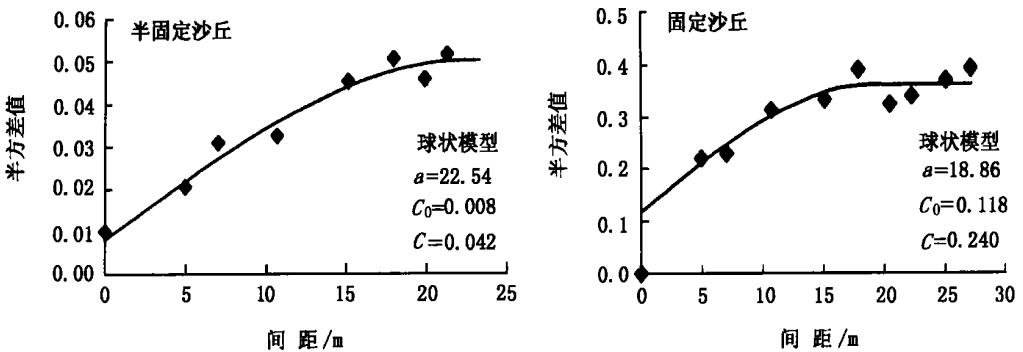 半固定沙丘
半方差值
0.06
0.05
0.04
0.03
0.02
0.01
0.00
球状模型
a=22.54
C₀=0.008
C=0.042
0 5 10 15 20 25
间 距/m
固定沙丘
半方差值
0.5
0.4
0.3
0.2
0.1
0.0
球状模型
a=18.86
C₀=0.118
C=0.240
0 5 10 15 20 25 30
间 距/m